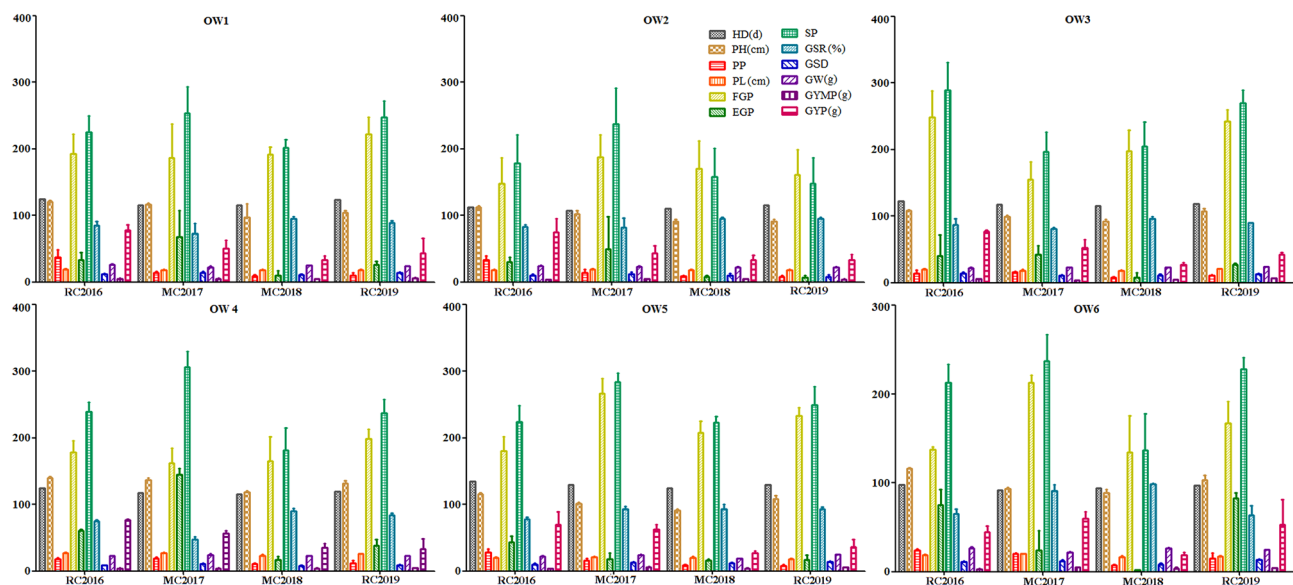 OW1
400
300
200
100
0
RC2016 MC2017 MC2018 RC2019
OW2
400
300
200
100
0
RC2016 MC2017 MC2018 RC2019
HD(d)
PH(cm)
PP
PL(cm)
FGP
EGP
SP
GSR(%)
GSD
GW(g)
GYMP(g)
GYP(g)
OW3
400
300
200
100
0
RC2016 MC2017 MC2018 RC2019
OW 4
400
300
200
100
0
RC2016 MC2017 MC2018 RC2019
OW5
400
300
200
100
0
RC2016 MC2017 MC2018 RC2019
OW6
300
200
100
0
RC2016 MC2017 MC2018 RC2019